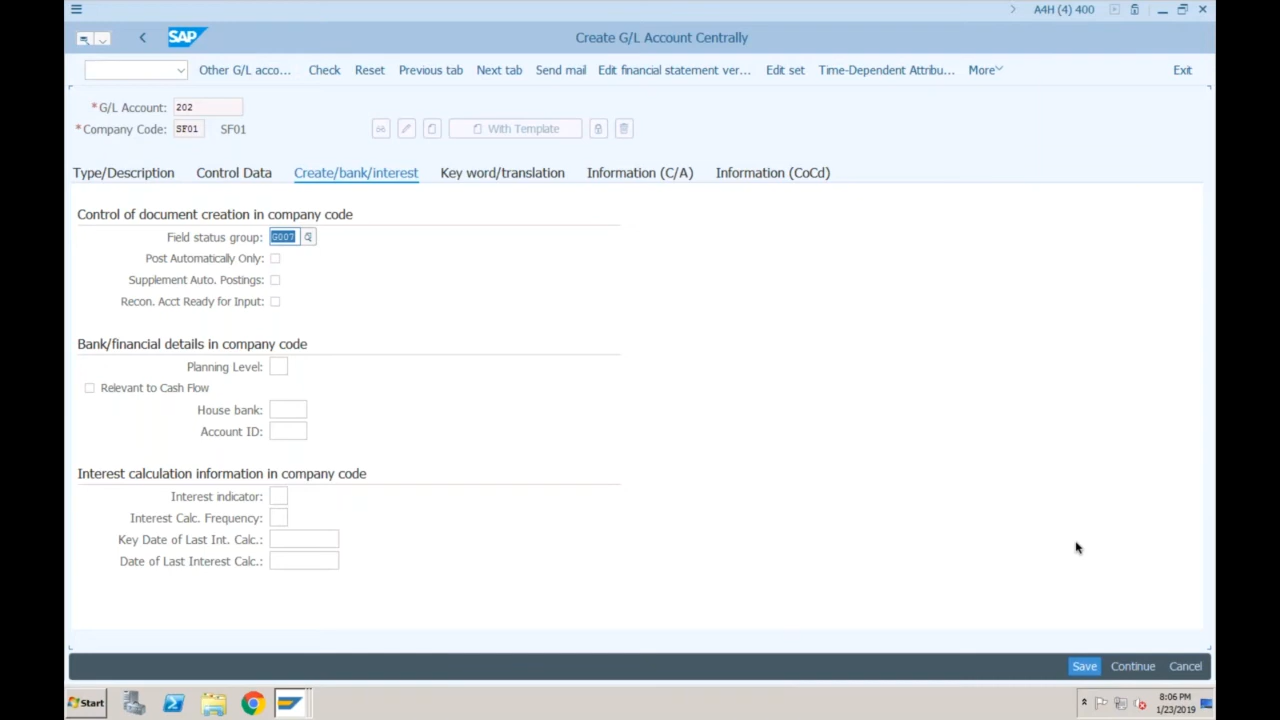 A4H (4) 400
SAP
Create G/L Account Centrally
Other G/L acco... Check Reset Previous tab Next tab Send mail Edit financial statement ver... Edit set Time-Dependent Attribu... More Exit
*G/L Account: 202
*Company Code: SF01 SF01 With Template
Type/Description Control Data Create/bank/interest Key word/translation Information (C/A) Information (CoCd)
Control of document creation in company code
Field status group: G007
Post Automatically Only:
Supplement Auto. Postings:
Recon. Acct Ready for Input:
Bank/financial details in company code
Planning Level:
Relevant to Cash Flow
House bank:
Account ID:
Interest calculation information in company code
Interest indicator:
Interest Calc. Frequency:
Key Date of Last Int. Calc.:
Date of Last Interest Calc.:
Save Continue Cancel
Start
8:06 PM
1/23/2019